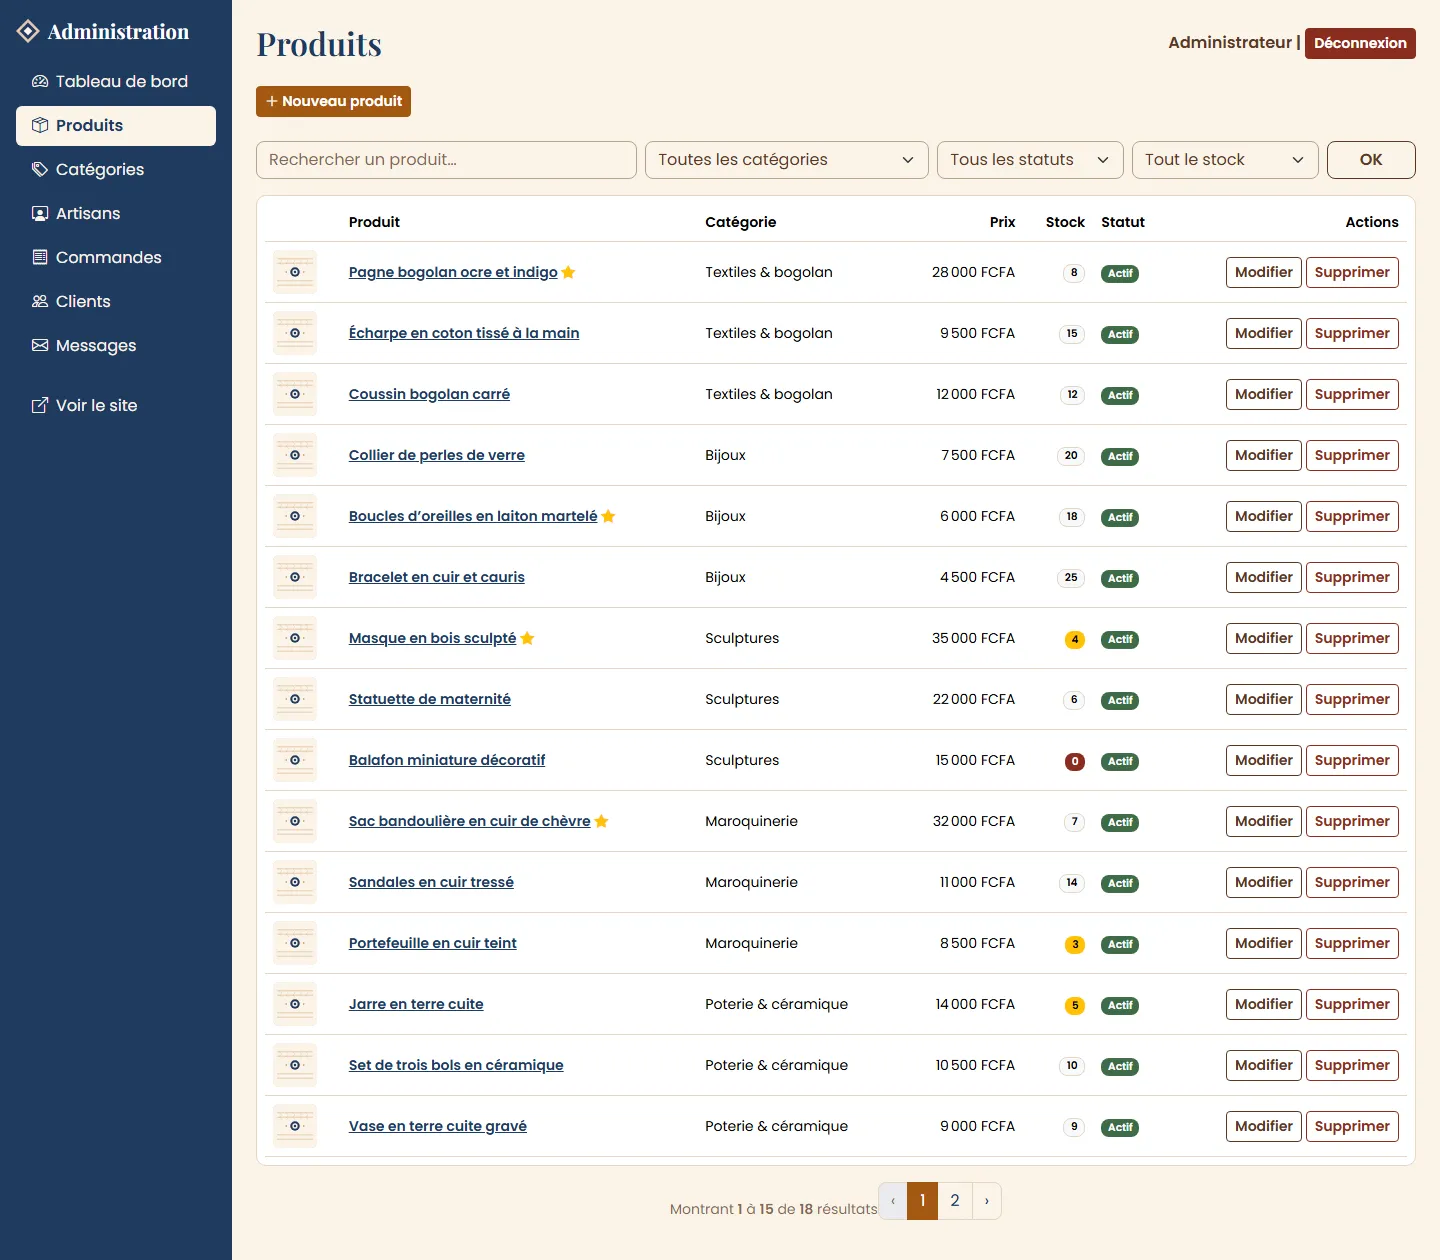 Administration
Tableau de bord
Produits
Catégories
Artisans
Commandes
Clients
Messages
Voir le site
Produits
Administrateur | Déconnexion
+ Nouveau produit
Rechercher un produit...
Toutes les catégories
Tous les statuts
Tout le stock
OK
Produit Catégorie Prix Stock Statut Actions
Pagne bogolan ocre et indigo Textiles & bogolan 28 000 FCFA 8 Actif Modifier Supprimer
Écharpe en coton tissé à la main Textiles & bogolan 9 500 FCFA 15 Actif Modifier Supprimer
Coussin bogolan carré Textiles & bogolan 12 000 FCFA 12 Actif Modifier Supprimer
Collier de perles de verre Bijoux 7 500 FCFA 20 Actif Modifier Supprimer
Boucles d’oreilles en laiton martelé Bijoux 6 000 FCFA 18 Actif Modifier Supprimer
Bracelet en cuir et cauris Bijoux 4 500 FCFA 25 Actif Modifier Supprimer
Masque en bois sculpté Sculptures 35 000 FCFA 4 Actif Modifier Supprimer
Statuette de maternité Sculptures 22 000 FCFA 6 Actif Modifier Supprimer
Balafon miniature décoratif Sculptures 15 000 FCFA 0 Actif Modifier Supprimer
Sac bandoulière en cuir de chèvre Maroquinerie 32 000 FCFA 7 Actif Modifier Supprimer
Sandales en cuir tressé Maroquinerie 11 000 FCFA 14 Actif Modifier Supprimer
Portefeuille en cuir teint Maroquinerie 8 500 FCFA 3 Actif Modifier Supprimer
Jarre en terre cuite Poterie & céramique 14 000 FCFA 5 Actif Modifier Supprimer
Set de trois bols en céramique Poterie & céramique 10 500 FCFA 10 Actif Modifier Supprimer
Vase en terre cuite gravé Poterie & céramique 9 000 FCFA 9 Actif Modifier Supprimer
Montrant 1 à 15 de 18 résultats ‹ 1 2 ›